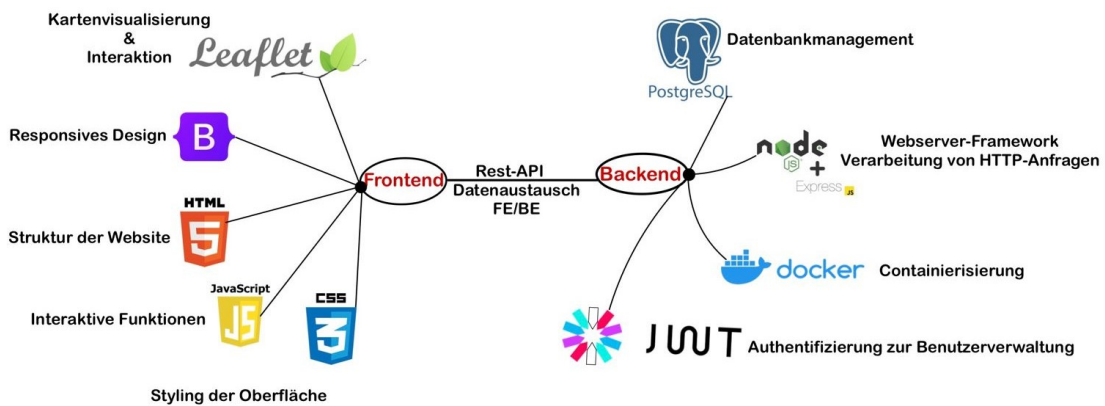 Kartenvisualisierung
&
Interaktion
Leaflet
Responsives Design
B
HTML
5
Struktur der Website
JavaScript
JS
Interaktive Funktionen
CSS
3
Styling der Oberfläche
Frontend
Rest-API
Datenaustausch
FE/BE
Backend
PostgreSQL
Datenbankmanagement
node
JS
+
Express
JS
Webserver-Framework
Verarbeitung von HTTP-Anfragen
docker
Containierisierung
JWT
Authentifizierung zur Benutzerverwaltung